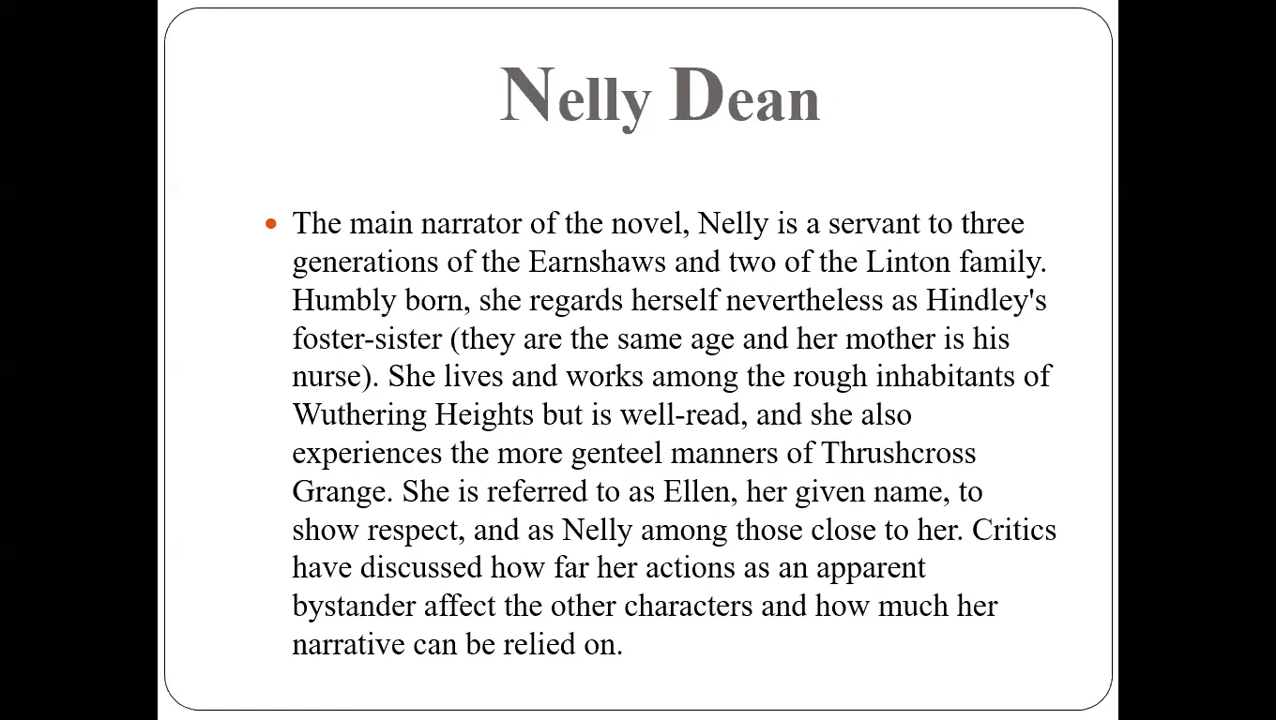 Nelly Dean
• The main narrator of the novel, Nelly is a servant to three
generations of the Earnshaws and two of the Linton family.
Humbly born, she regards herself nevertheless as Hindley's
foster-sister (they are the same age and her mother is his
nurse). She lives and works among the rough inhabitants of
Wuthering Heights but is well-read, and she also
experiences the more genteel manners of Thrushcross
Grange. She is referred to as Ellen, her given name, to
show respect, and as Nelly among those close to her. Critics
have discussed how far her actions as an apparent
bystander affect the other characters and how much her
narrative can be relied on.